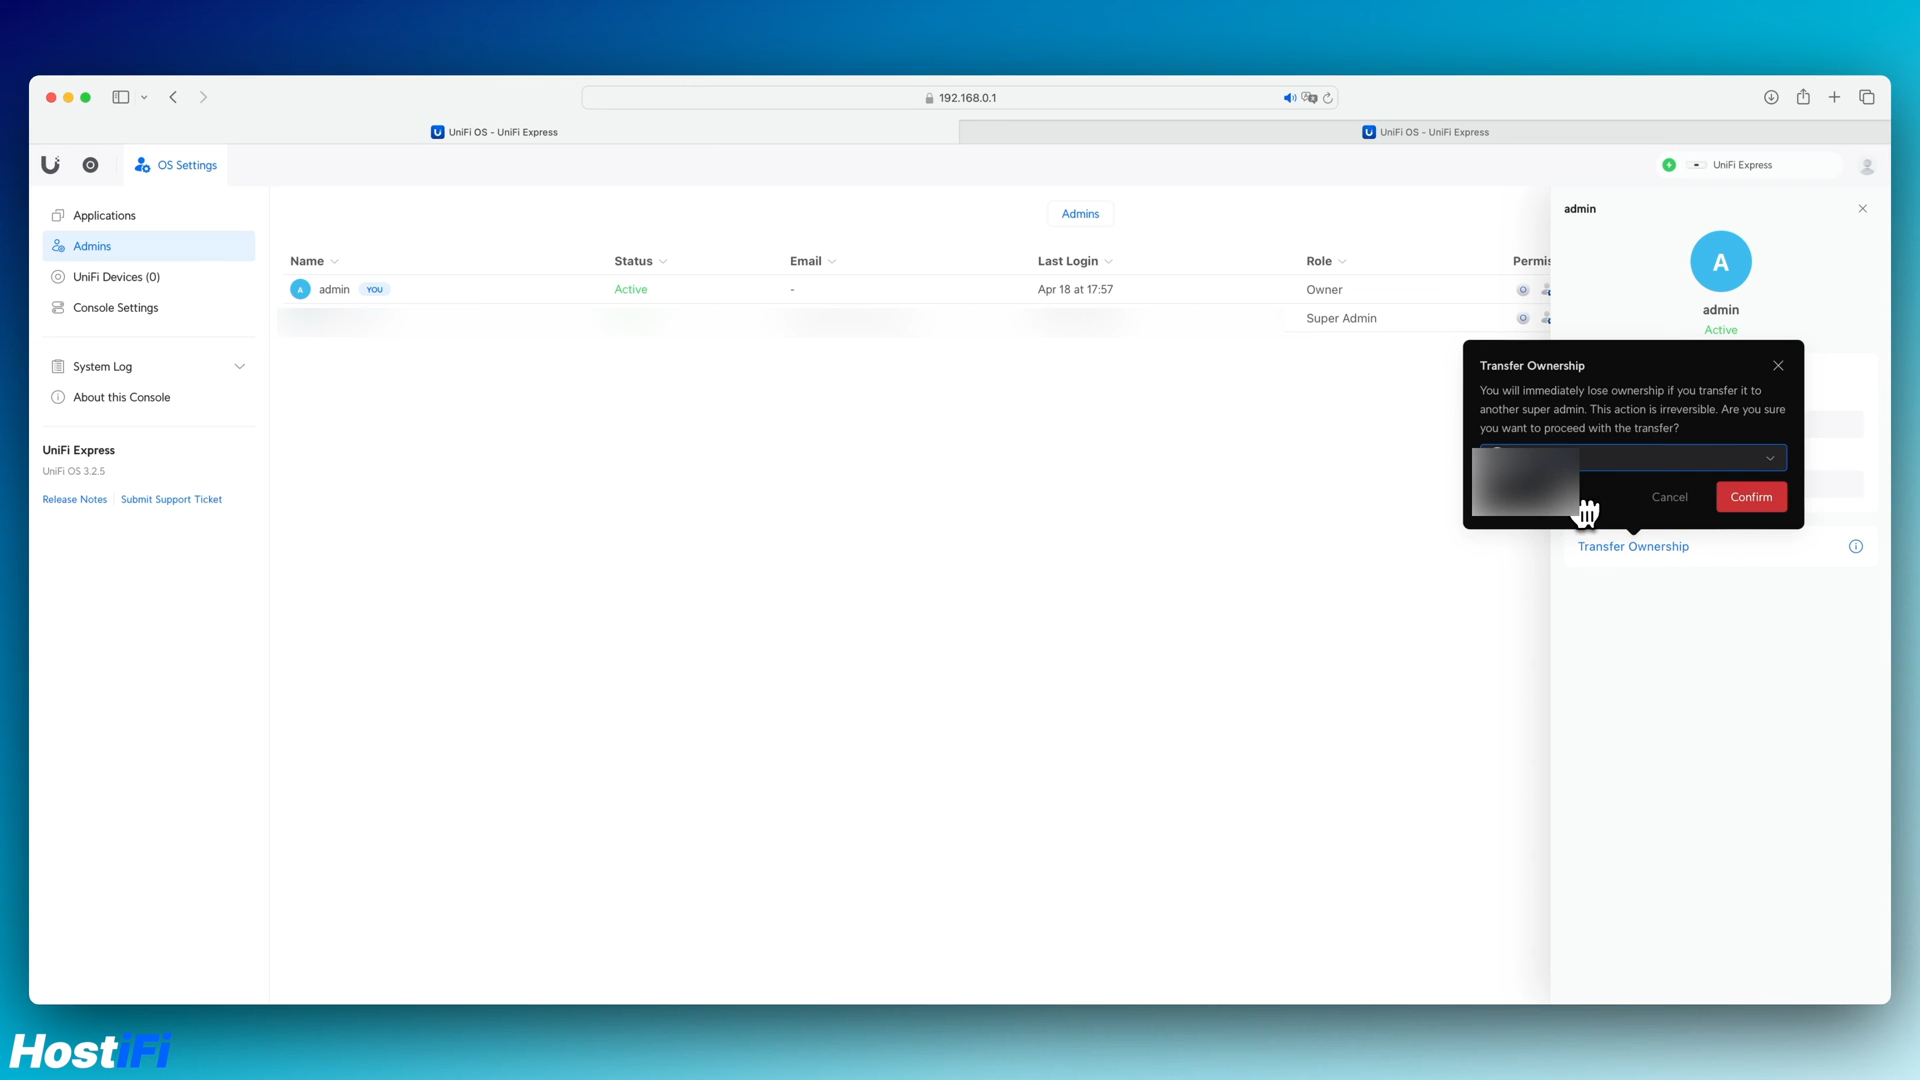 192.168.0.1
UniFi OS - UniFi Express
UniFi OS - UniFi Express
OS Settings
UniFi Express
Applications
Admins
UniFi Devices (0)
Console Settings
System Log
About this Console
UniFi Express
UniFi OS 3.2.5
Release Notes
Submit Support Ticket
Admins
Name
Status
Email
Last Login
Role
Permis
A
admin
YOU
Active
-
Apr 18 at 17:57
Owner
Super Admin
admin
A
admin
Active
Transfer Ownership
You will immediately lose ownership if you transfer it to
another super admin. This action is irreversible. Are you sure
you want to proceed with the transfer?
Cancel
Confirm
Transfer Ownership
HostiFi